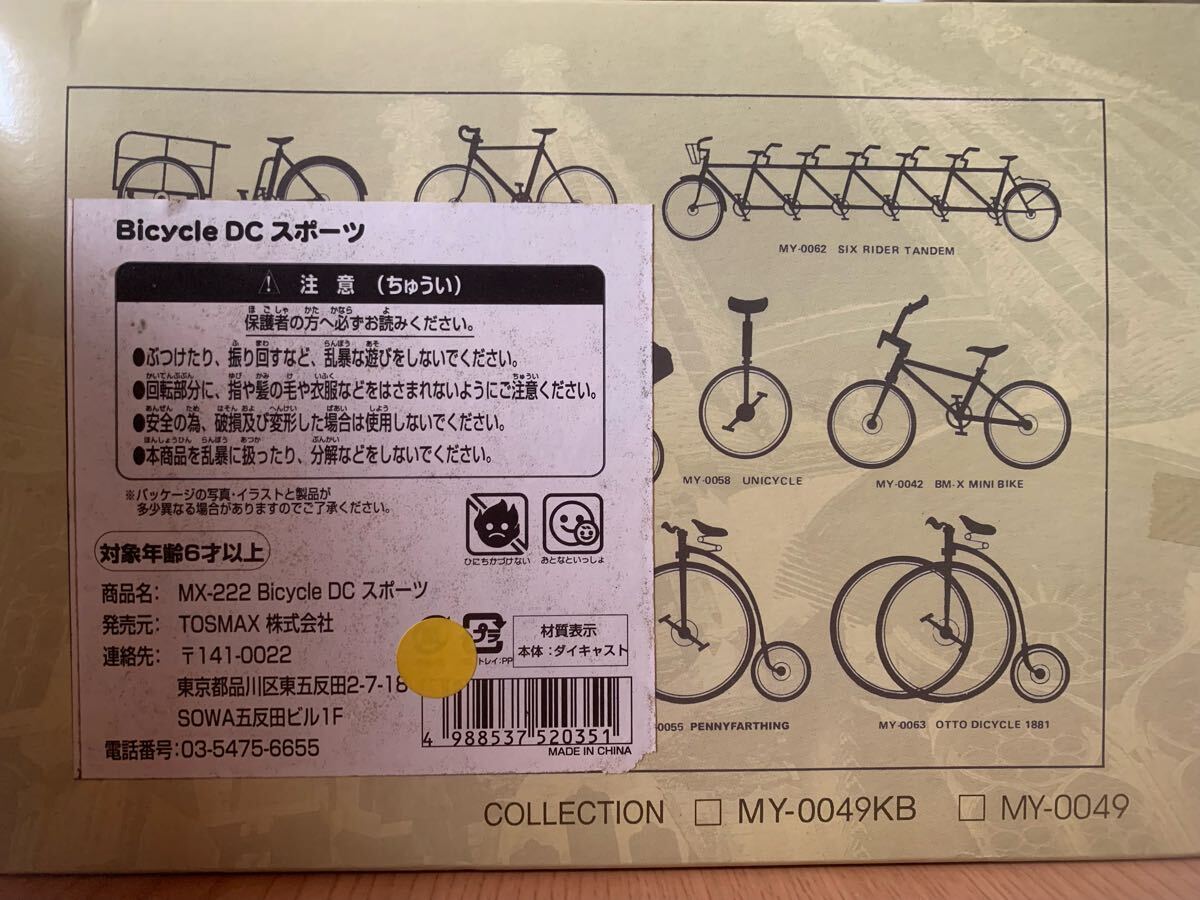 MY-0062 SIX RIDER TANDEM
Bicycle DC スポーツ
注 意 (ちゅうい)
保護者の方へ必ずお読みください。
●ぶつけたり、振り回すなど、乱暴な遊びをしないでください。
●回転部分に、指や髪の毛や衣服などをはさまれないようにご注意ください。
●安全の為、破損及び変形した場合は使用しないでください。
●本商品を乱暴に扱ったり、分解などをしないでください。
※パッケージの写真・イラストと製品が
多少異なる場合がありますのでご了承ください。
ひにちかづけない
おとなといっしょ
対象年齢6才以上
商品名: MX-222 Bicycle DC スポーツ
発売元: TOSMAX 株式会社
連絡先: 〒141-0022
東京都品川区東五反田2-7-18
SOWA五反田ビル1F
電話番号:03-5475-6655
プラ
トレイ:PP
材質表示
本体:ダイキャスト
4 988537 520351
MADE IN CHINA
MY-0058 UNICYCLE
MY-0042 BM-X MINI BIKE
0055 PENNYFARTHING
MY-0063 OTTO DICYCLE 1881
COLLECTION □ MY-0049KB □ MY-0049